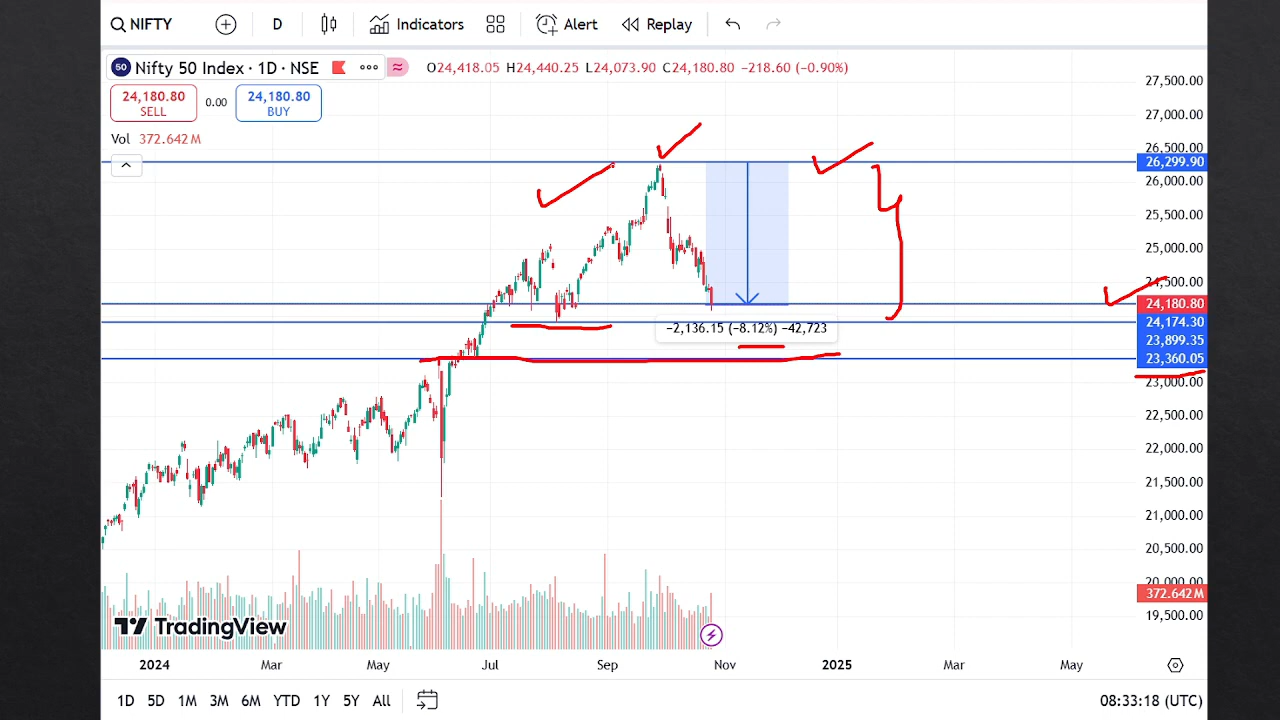 NIFTY D Indicators Alert Replay
50 Nifty 50 Index · 1D · NSE O24,418.05 H24,440.25 L24,073.90 C24,180.80 −218.60 (−0.90%)
24,180.80 0.00 24,180.80
SELL BUY
Vol 372.642 M
27,500.00
27,000.00
26,500.00
26,299.90
26,000.00
25,500.00
25,000.00
24,500.00
24,180.80
24,174.30
−2,136.15 (−8.12%) −42,723
23,899.35
23,360.05
23,000.00
22,500.00
22,000.00
21,500.00
21,000.00
20,500.00
20,000.00
372.642 M
19,500.00
TradingView
2024 Mar May Jul Sep Nov 2025 Mar May
1D 5D 1M 3M 6M YTD 1Y 5Y All 08:33:18 (UTC)